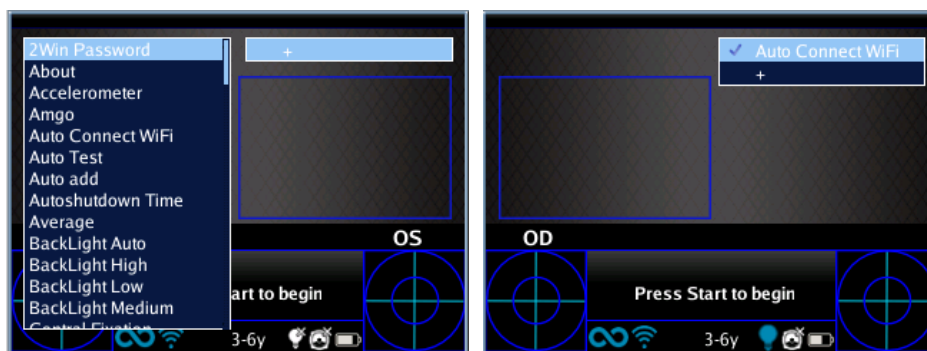 2Win Password
About
Accelerometer
Amgo
Auto Connect WiFi
Auto Test
Auto add
Autoshutdown Time
Average
BackLight Auto
BackLight High
BackLight Low
BackLight Medium
Central Fixation
+
OS
art to begin
3-6y
Auto Connect WiFi
+
OD
Press Start to begin
3-6y